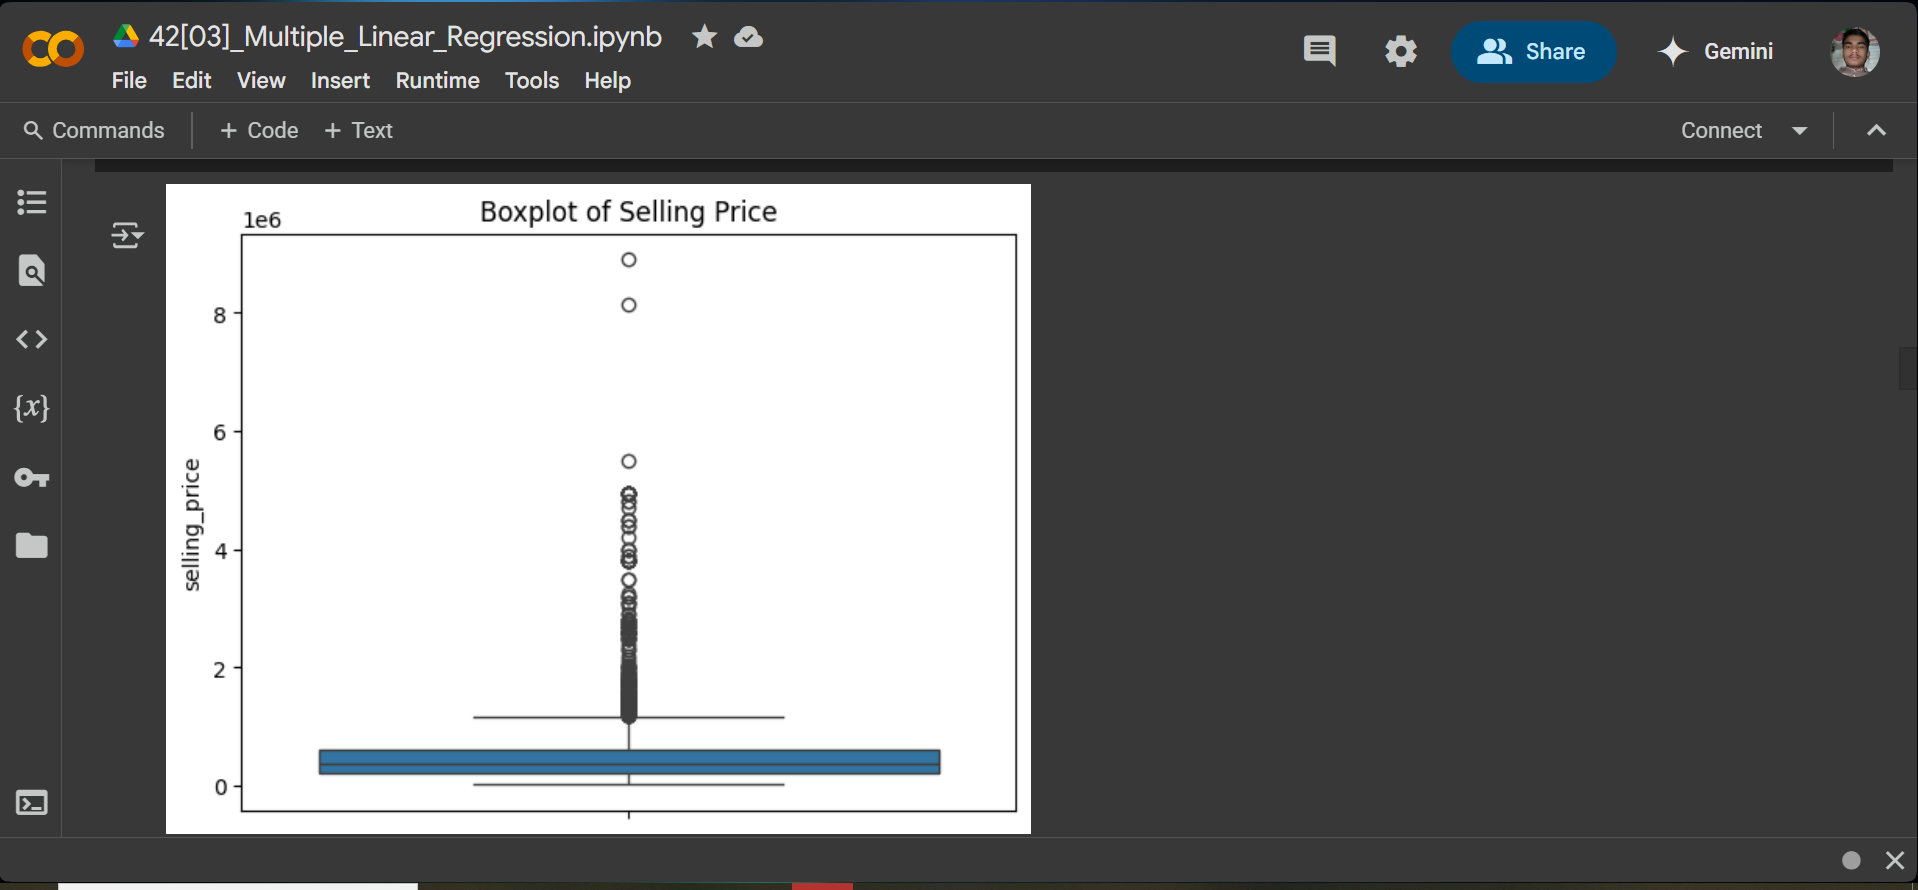 42[03]_Multiple_Linear_Regression.ipynb
File Edit View Insert Runtime Tools Help
Share
Gemini
Commands
+ Code + Text
Connect
Boxplot of Selling Price
1e6
8
6
4
2
0
selling_price